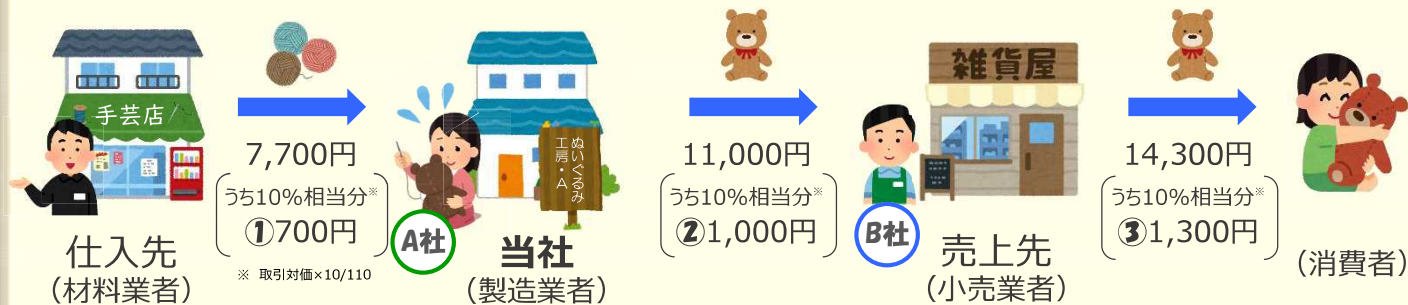 手芸店
仕入先
（材料業者）
7,700円
うち10％相当分※
①700円
※ 取引対価×10/110
A社
ぬいぐるみ
工房・A
当社
（製造業者）
11,000円
うち10％相当分※
②1,000円
B社
雑貨屋
売上先
（小売業者）
14,300円
うち10％相当分※
③1,300円
（消費者）